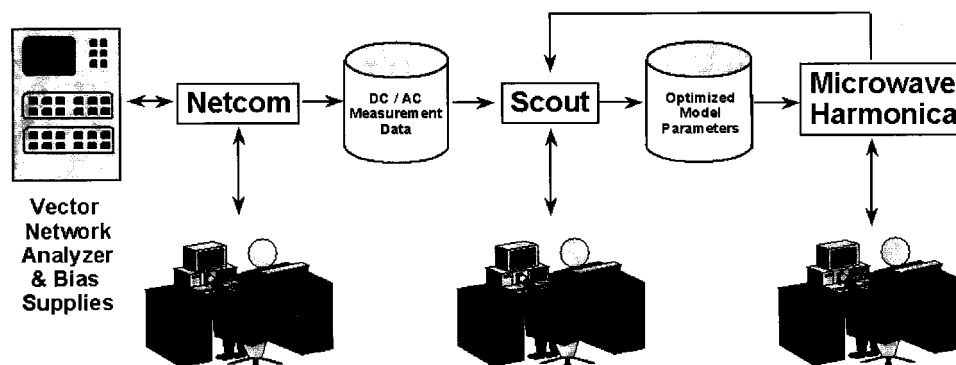 Netcom
DC / AC
Measurement
Data
Scout
Optimized
Model
Parameters
Microwave
Harmonica
Vector
Network
Analyzer
& Bias
Supplies